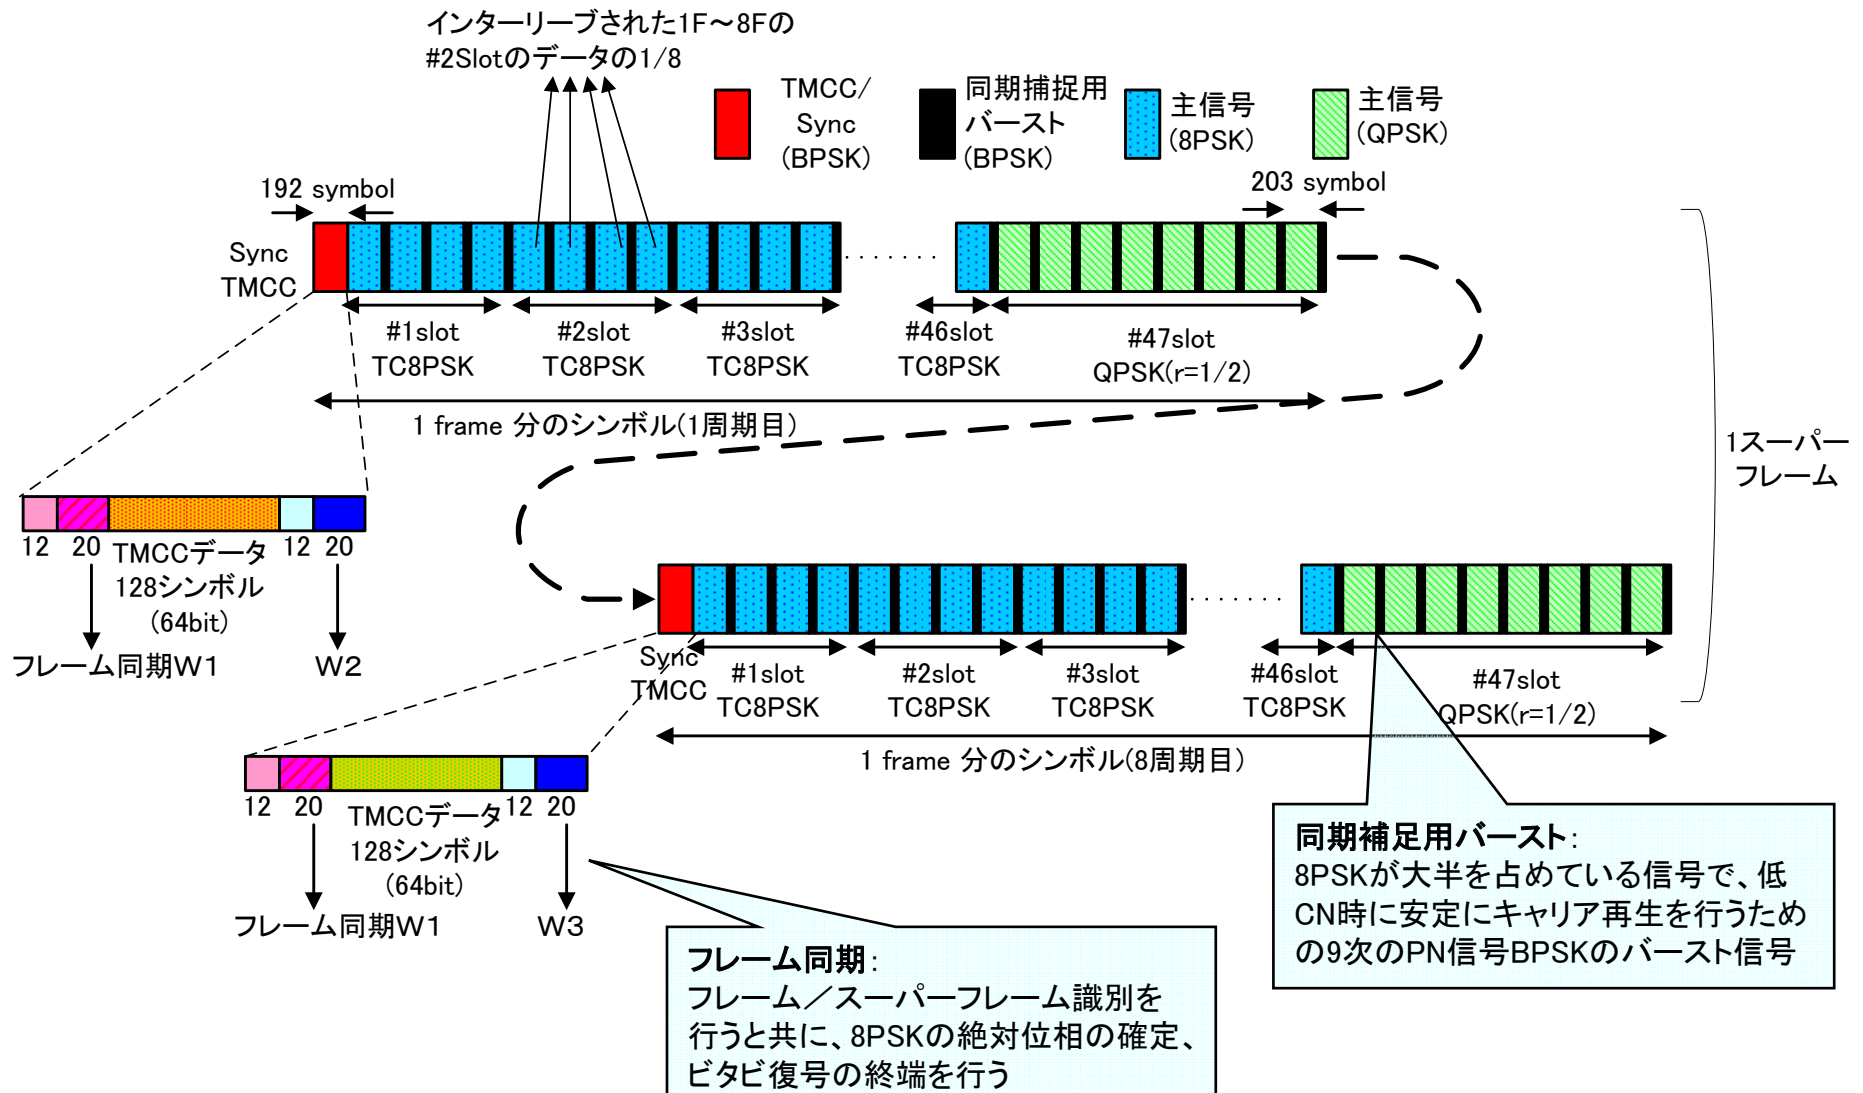 インターリーブされた1F～8Fの
#2Slotのデータの1/8
TMCC/
Sync
(BPSK)
同期捕捉用
バースト
(BPSK)
主信号
(8PSK)
主信号
(QPSK)
192 symbol
203 symbol
Sync
TMCC
#1slot
TC8PSK
#2slot
TC8PSK
#3slot
TC8PSK
#46slot
TC8PSK
#47slot
QPSK(r=1/2)
1 frame 分のシンボル(1周期目)
1スーパー
フレーム
12 20 12 20
TMCCデータ
128シンボル
(64bit)
フレーム同期W1
W2
Sync
TMCC
#1slot
TC8PSK
#2slot
TC8PSK
#3slot
TC8PSK
#46slot
TC8PSK
#47slot
QPSK(r=1/2)
1 frame 分のシンボル(8周期目)
12 20 12 20
TMCCデータ
128シンボル
(64bit)
フレーム同期W1
W3
同期補足用バースト：
8PSKが大半を占めている信号で、低
CN時に安定にキャリア再生を行うため
の9次のPN信号BPSKのバースト信号
フレーム同期：
フレーム／スーパーフレーム識別を
行うと共に、8PSKの絶対位相の確定、
ビタビ復号の終端を行う